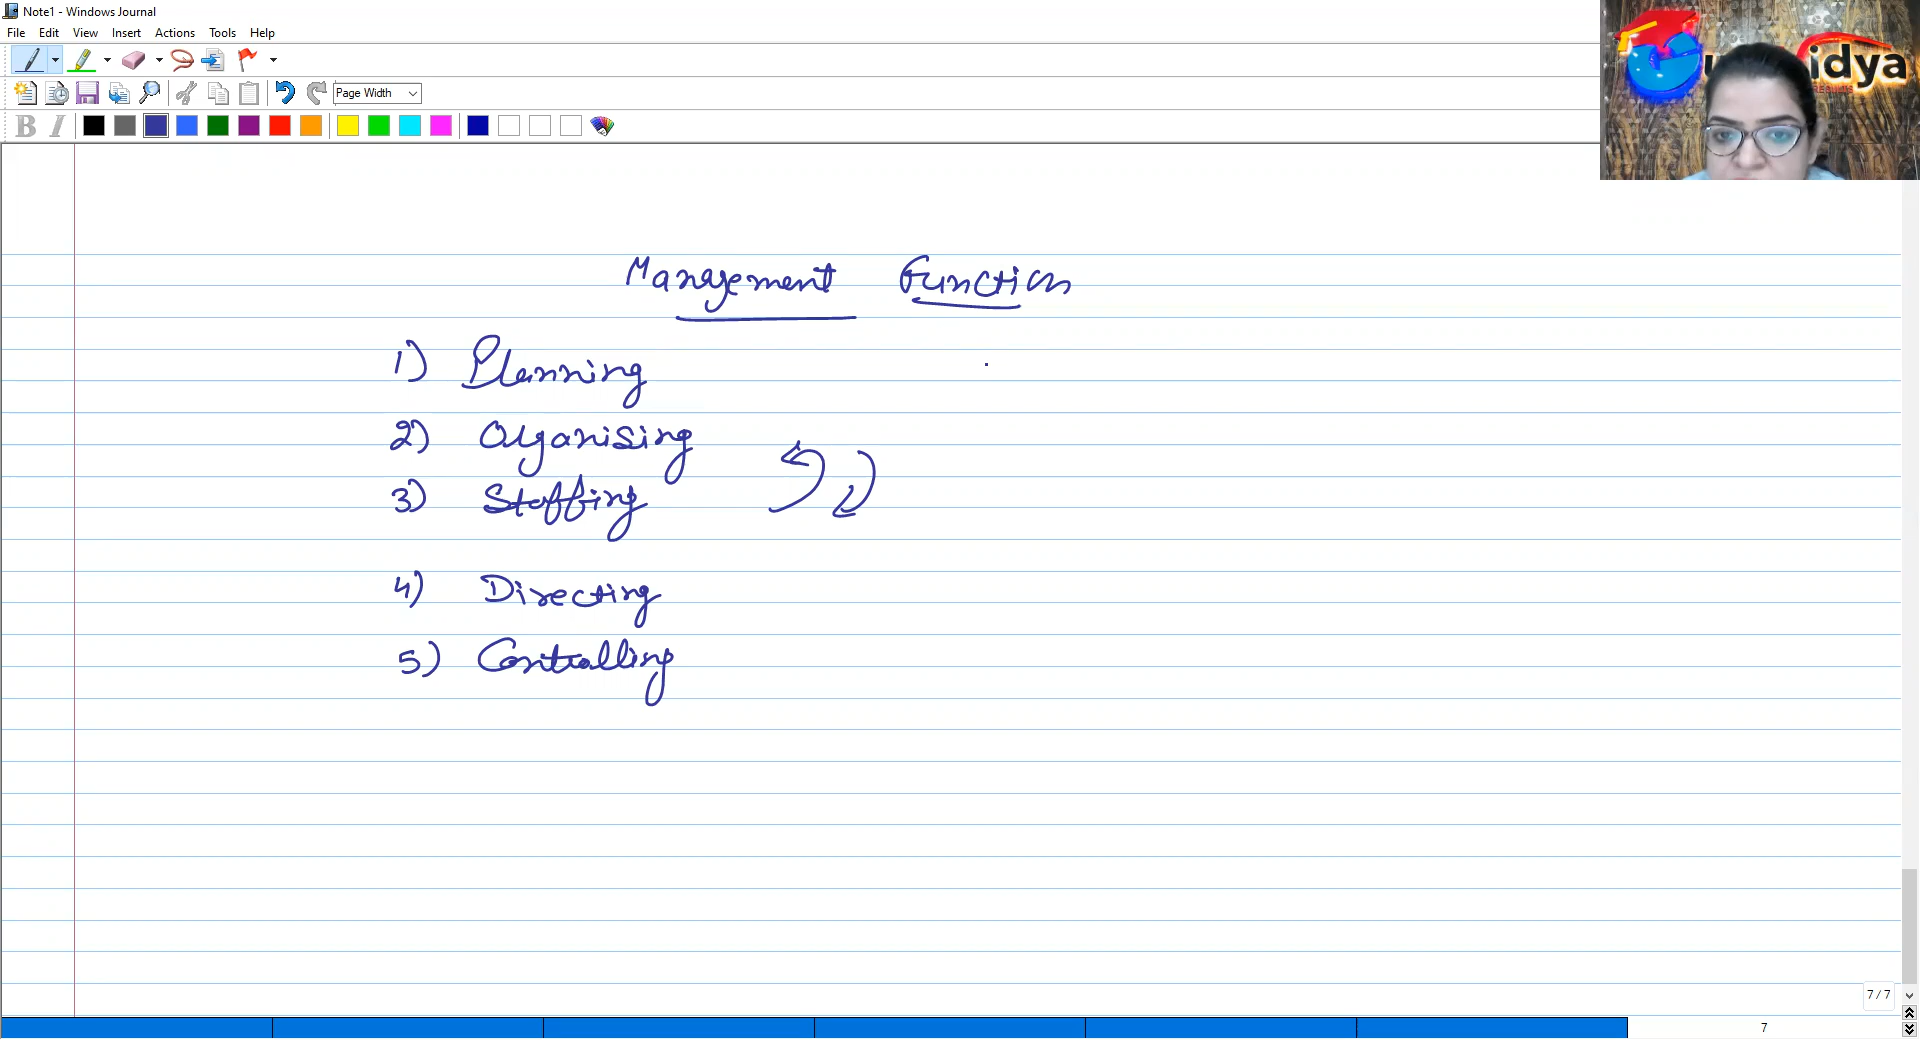 Note1 - Windows Journal
File Edit View Insert Actions Tools Help
Page Width
B I
idya
Management Function
1) Planning
2) Organising
3) Staffing
4) Directing
5) Controlling
7 / 7
7